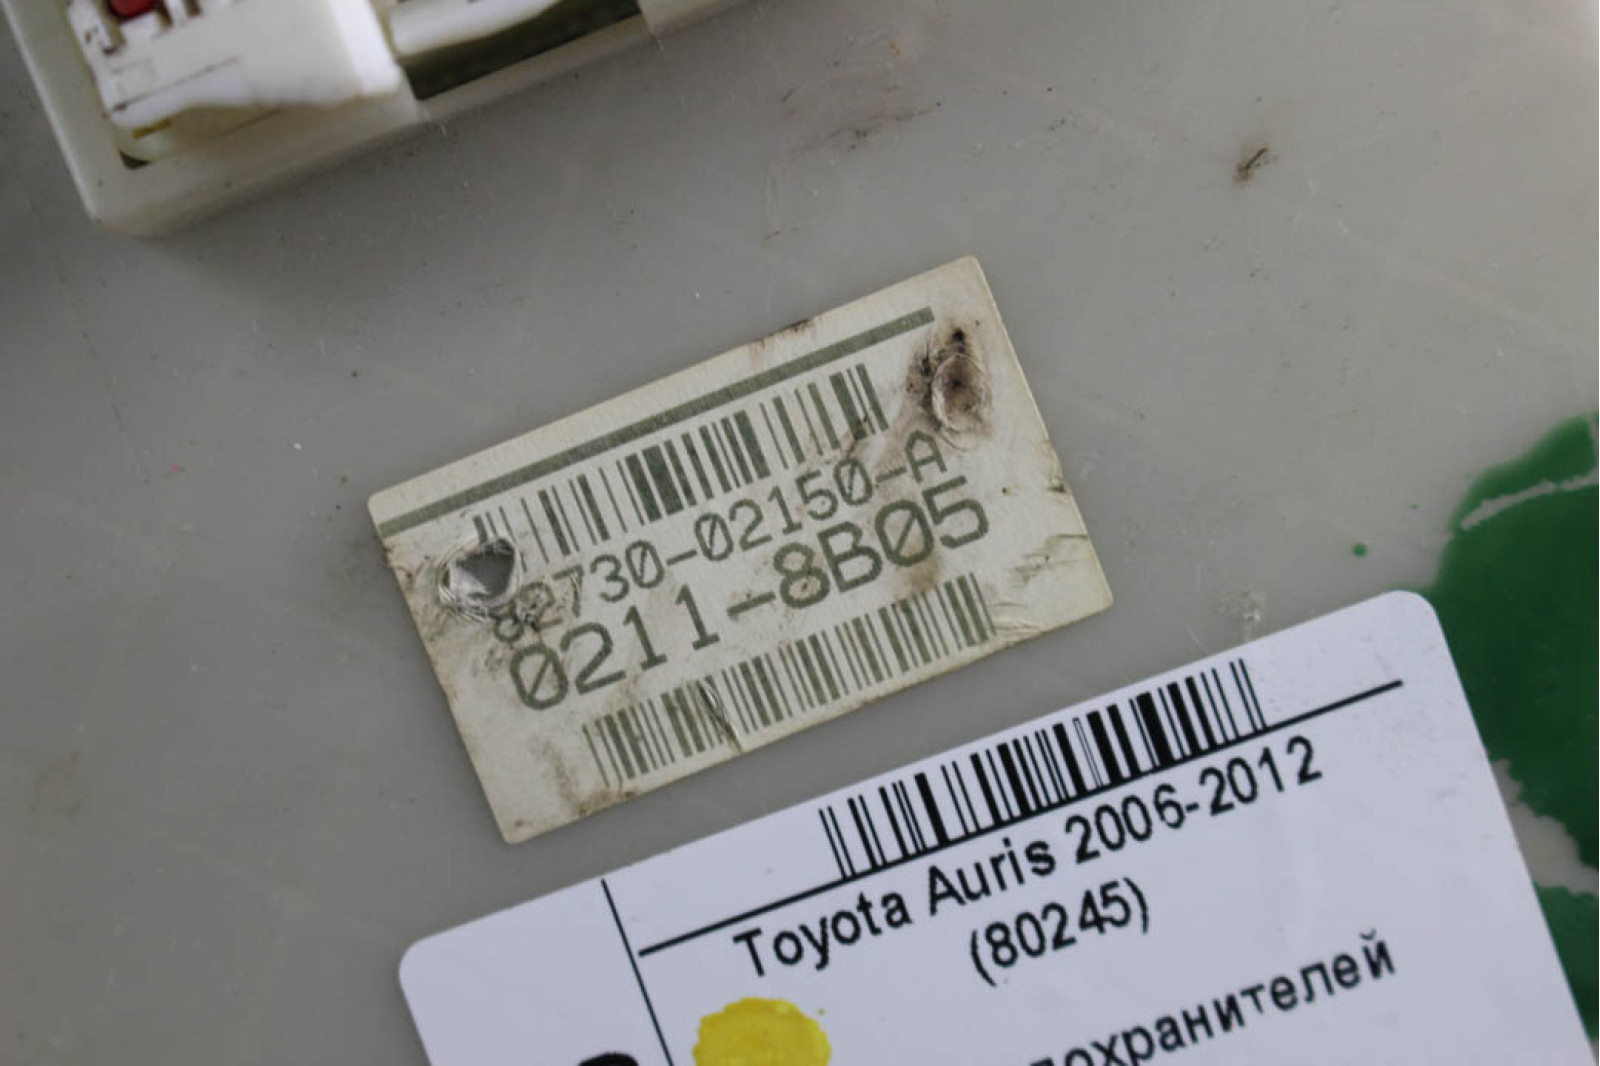 82730-02150-A
0211-8B05
Toyota Auris 2006-2012
(80245)